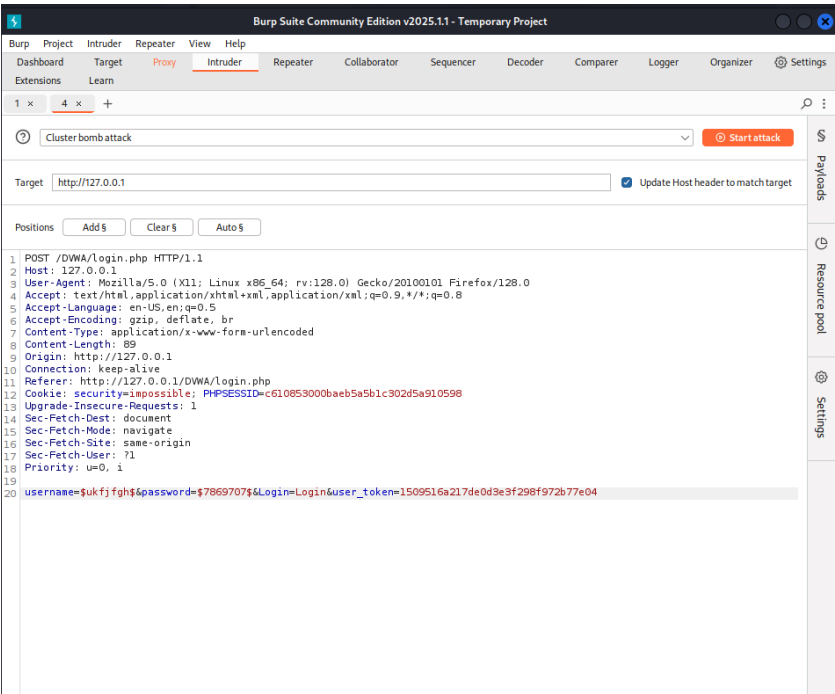 Burp Suite Community Edition v2025.1.1 - Temporary Project
Burp Project Intruder Repeater View Help
Dashboard Target Proxy Intruder Repeater Collaborator Sequencer Decoder Comparer Logger Organizer Settings
Extensions Learn
1 × 4 × +
Cluster bomb attack
Start attack
Target http://127.0.0.1 Update Host header to match target
Positions Add § Clear § Auto §
1 POST /DVWA/login.php HTTP/1.1
2 Host: 127.0.0.1
3 User-Agent: Mozilla/5.0 (X11; Linux x86_64; rv:128.0) Gecko/20100101 Firefox/128.0
4 Accept: text/html,application/xhtml+xml,application/xml;q=0.9,*/*;q=0.8
5 Accept-Language: en-US,en;q=0.5
6 Accept-Encoding: gzip, deflate, br
7 Content-Type: application/x-www-form-urlencoded
8 Content-Length: 89
9 Origin: http://127.0.0.1
10 Connection: keep-alive
11 Referer: http://127.0.0.1/DVWA/login.php
12 Cookie: security=impossible; PHPSESSID=c610853000baeb5a5b1c302d5a910598
13 Upgrade-Insecure-Requests: 1
14 Sec-Fetch-Dest: document
15 Sec-Fetch-Mode: navigate
16 Sec-Fetch-Site: same-origin
17 Sec-Fetch-User: ?1
18 Priority: u=0, i
19
20 username=$ukfjfgh$&password=$7869707$&Login=Login&user_token=1509516a217de0d3e3f298f972b77e04
§
Payloads
Resource pool
Settings